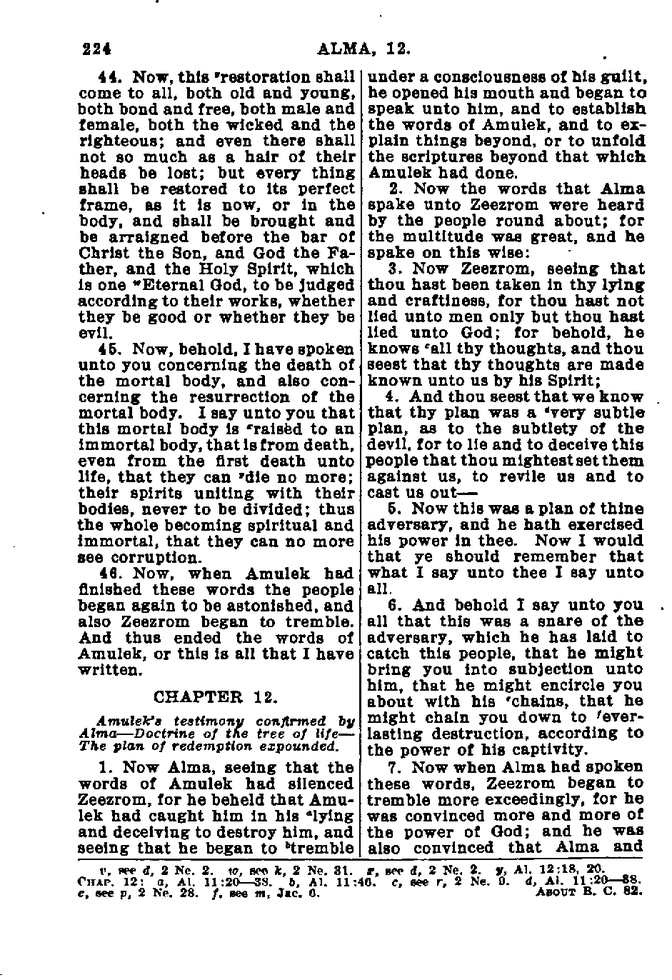 224
ALMA, 12.
44. Now, this ᵛrestoration shall
come to all, both old and young,
both bond and free, both male and
female, both the wicked and the
righteous; and even there shall
not so much as a hair of their
heads be lost; but every thing
shall be restored to its perfect
frame, as it is now, or in the
body, and shall be brought and
be arraigned before the bar of
Christ the Son, and God the Fa-
ther, and the Holy Spirit, which
is one ʷEternal God, to be judged
according to their works, whether
they be good or whether they be
evil.
45. Now, behold, I have spoken
unto you concerning the death of
the mortal body, and also con-
cerning the resurrection of the
mortal body. I say unto you that
this mortal body is ˣraised to an
immortal body, that is from death,
even from the first death unto
life, that they can ʸdie no more;
their spirits uniting with their
bodies, never to be divided; thus
the whole becoming spiritual and
immortal, that they can no more
see corruption.
46. Now, when Amulek had
finished these words the people
began again to be astonished, and
also Zeezrom began to tremble.
And thus ended the words of
Amulek, or this is all that I have
written.
CHAPTER 12.
Amulek's testimony confirmed by
Alma—Doctrine of the tree of life—
The plan of redemption expounded.
1. Now Alma, seeing that the
words of Amulek had silenced
Zeezrom, for he beheld that Amu-
lek had caught him in his ᵃlying
and deceiving to destroy him, and
seeing that he began to ᵇtremble
under a consciousness of his guilt,
he opened his mouth and began to
speak unto him, and to establish
the words of Amulek, and to ex-
plain things beyond, or to unfold
the scriptures beyond that which
Amulek had done.
2. Now the words that Alma
spake unto Zeezrom were heard
by the people round about; for
the multitude was great, and he
spake on this wise:
3. Now Zeezrom, seeing that
thou hast been taken in thy lying
and craftiness, for thou hast not
lied unto men only but thou hast
lied unto God; for behold, he
knows ᶜall thy thoughts, and thou
seest that thy thoughts are made
known unto us by his Spirit;
4. And thou seest that we know
that thy plan was a ᵈvery subtle
plan, as to the subtlety of the
devil, for to lie and to deceive this
people that thou mightest set them
against us, to revile us and to
cast us out—
5. Now this was a plan of thine
adversary, and he hath exercised
his power in thee. Now I would
that ye should remember that
what I say unto thee I say unto
all.
6. And behold I say unto you
all that this was a snare of the
adversary, which he has laid to
catch this people, that he might
bring you into subjection unto
him, that he might encircle you
about with his ᵉchains, that he
might chain you down to ᶠever-
lasting destruction, according to
the power of his captivity.
7. Now when Alma had spoken
these words, Zeezrom began to
tremble more exceedingly, for he
was convinced more and more of
the power of God; and he was
also convinced that Alma and
v, see d, 2 Ne. 2. w, see k, 2 Ne. 31. x, see d, 2 Ne. 2. y, Al. 12:18, 20.
CHAP. 12: a, Al. 11:20—38. b, Al. 11:46. c, see r, 2 Ne. 9. d, Al. 11:20—38.
e, see p, 2 Ne. 28. f, see m, Jac. 6. ABOUT B. C. 82.